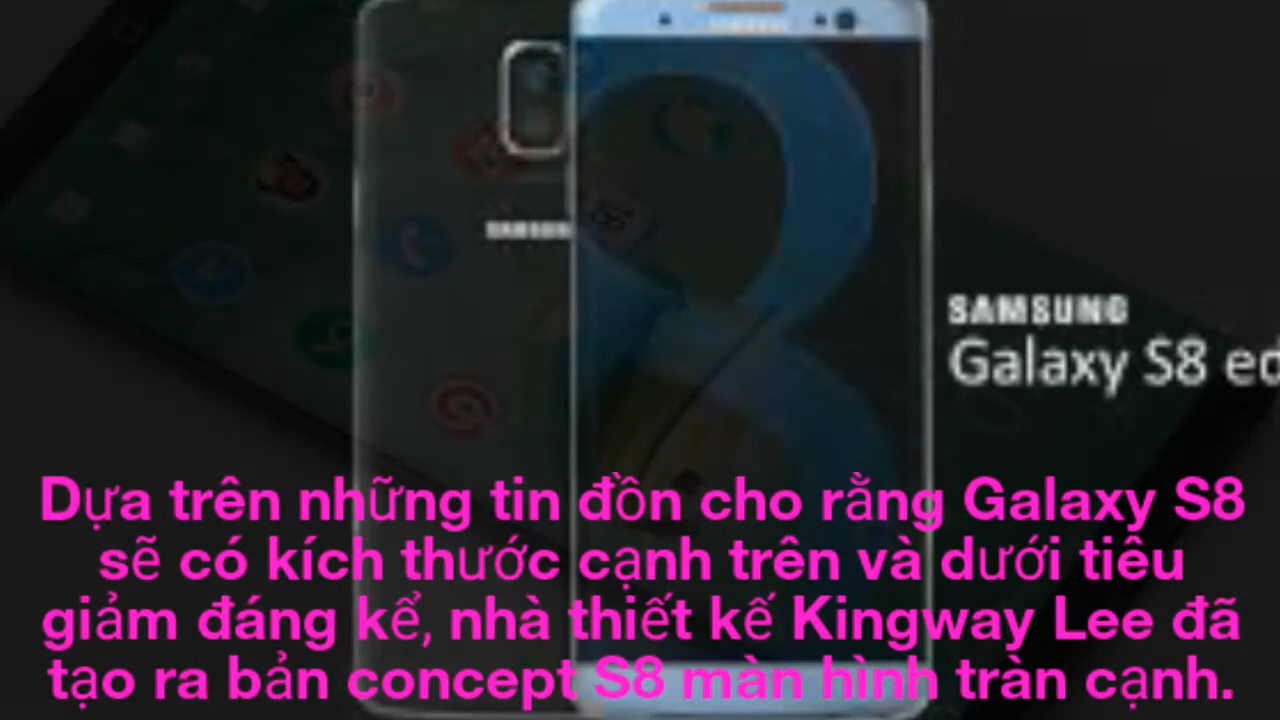 SAMSUNG
SAMSUNG
Galaxy S8 ed
Dựa trên những tin đồn cho rằng Galaxy S8
sẽ có kích thước cạnh trên và dưới tiêu
giảm đáng kể, nhà thiết kế Kingway Lee đã
tạo ra bản concept S8 màn hình tràn cạnh.